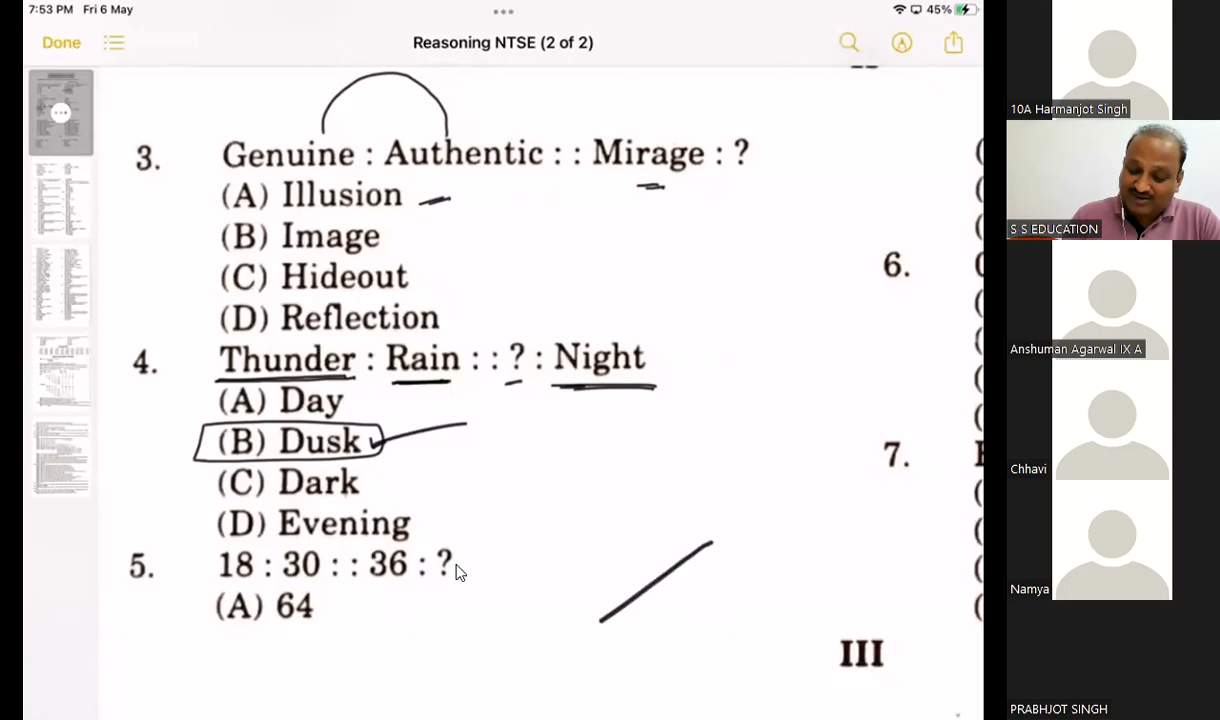 7:53 PM Fri 6 May
45%
Done
Reasoning NTSE (2 of 2)
3. Genuine : Authentic : : Mirage : ?
(A) Illusion
(B) Image
(C) Hideout
(D) Reflection
4. Thunder : Rain : : ? : Night
(A) Day
(B) Dusk
(C) Dark
(D) Evening
5. 18 : 30 : : 36 : ?
(A) 64
6.
7.
III
10A Harmanjot Singh
S S EDUCATION
Anshuman Agarwal IX A
Chhavi
Namya
PRABHJOT SINGH